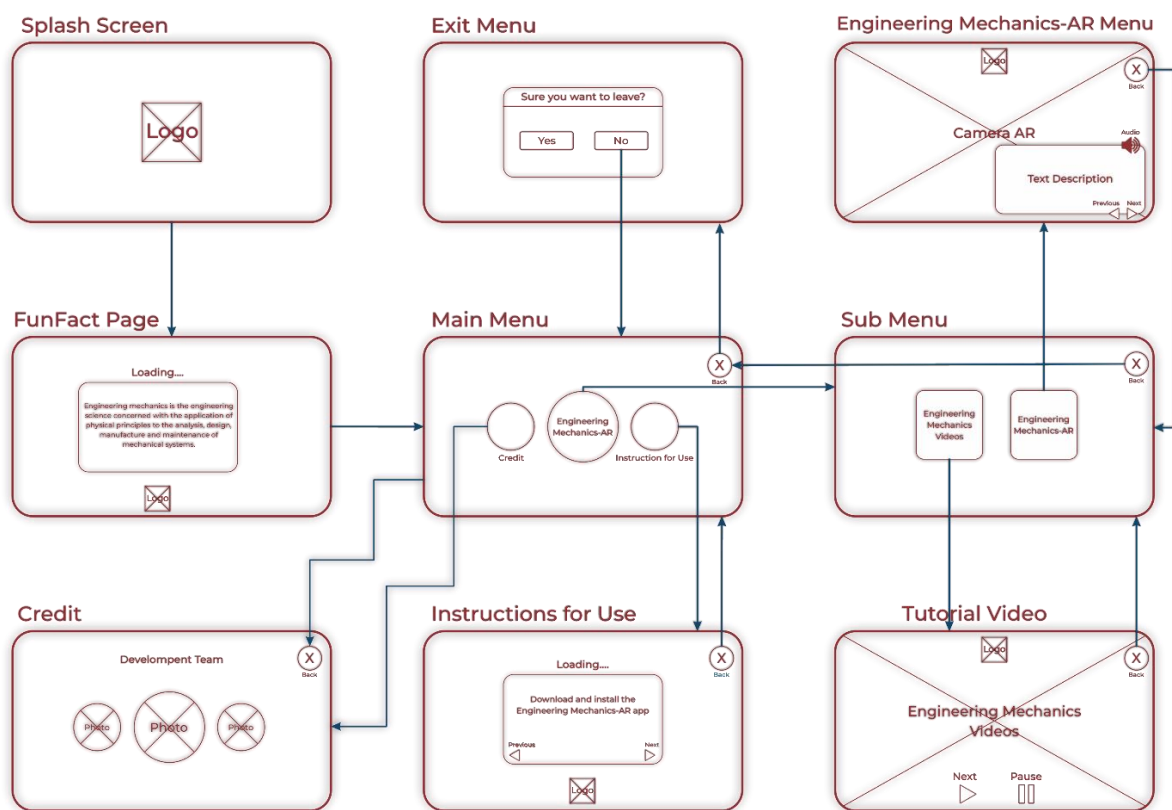 Splash Screen
Logo
Exit Menu
Sure you want to leave?
Yes
No
Engineering Mechanics-AR Menu
Logo
X
Back
Camera AR
Audio
Text Description
Previous
Next
FunFact Page
Loading....
Engineering mechanics is the engineering
science concerned with the application of
physical principles to the analysis, design,
manufacture and maintenance of
mechanical systems.
Logo
Main Menu
X
Back
Credit
Engineering
Mechanics-AR
Instruction for Use
Sub Menu
X
Back
Engineering
Mechanics
Videos
Engineering
Mechanics-AR
Credit
Develompent Team
X
Back
Photo
Photo
Photo
Instructions for Use
Loading....
X
Back
Download and install the
Engineering Mechanics-AR app
Previous
Next
Logo
Tutorial Video
Logo
X
Back
Engineering Mechanics
Videos
Next
Pause